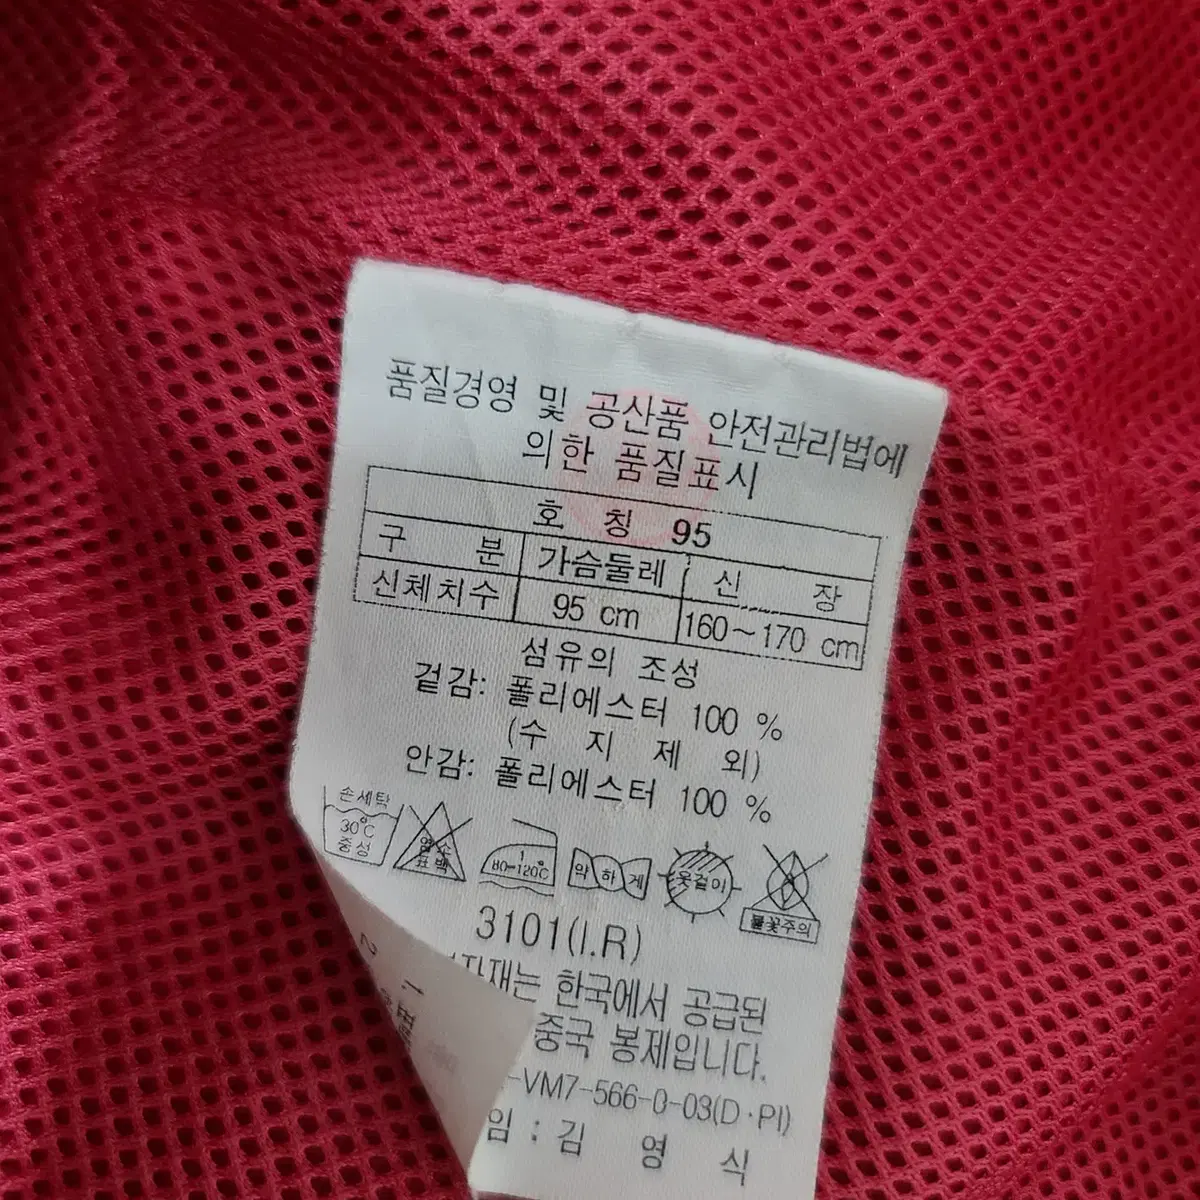 품질경영 및 공산품 안전관리법에
의한 품질표시
호 칭 95
구 분 가슴둘레 신 장
신체치수 95 cm 160~170 cm
섬유의 조성
겉감: 폴리에스터 100 %
(수 지 제 외)
안감: 폴리에스터 100 %
손세탁 30℃ 중성
염소 표백
1 80-120℃
약하게
옷걸이
불꽃주의
3101(I.R)
한국에서 공급된
중국 봉제입니다.
-VM7-566-0-03(D·PI)
임 : 김 영 식